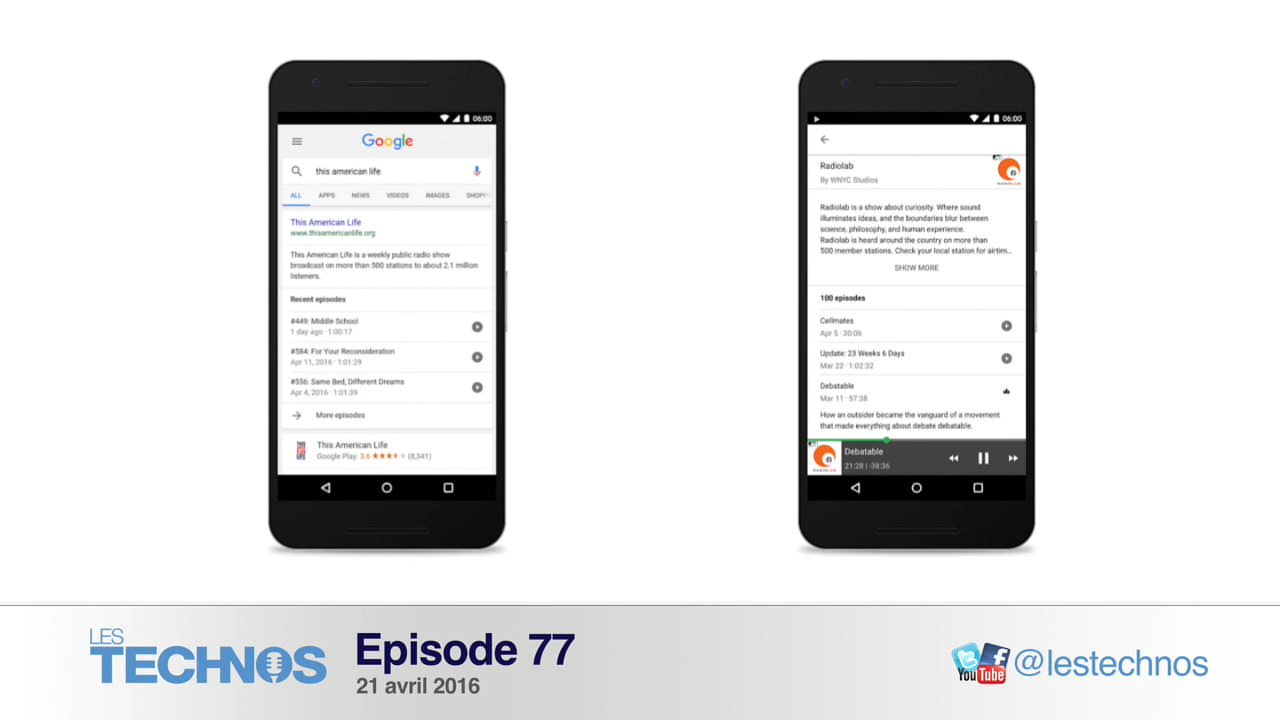 06:00
Google
this american life
ALL APPS NEWS VIDEOS IMAGES SHOPP
This American Life
www.thisamericanlife.org
This American Life is a weekly public radio show
broadcast on more than 500 stations to about 2.1 million
listeners.
Recent episodes
#449: Middle School
1 day ago · 1:00:17
#584: For Your Reconsideration
Apr 11, 2016 · 1:01:29
#556: Same Bed, Different Dreams
Apr 4, 2016 · 1:01:39
More episodes
This American Life
Google Play: 3.6 (8,341)
06:00
Radiolab
By WNYC Studios
RADIOLAB
Radiolab is a show about curiosity. Where sound
illuminates ideas, and the boundaries blur between
science, philosophy, and human experience.
Radiolab is heard around the country on more than
500 member stations. Check your local station for airtim...
SHOW MORE
100 episodes
Cellmates
Apr 5 · 30:06
Update: 23 Weeks 6 Days
Mar 22 · 1:02:32
Debatable
Mar 11 · 57:38
How an outsider became the vanguard of a movement
that made everything about debate debatable.
RADIOLAB
Debatable
21:28 | -38:36
LES
TECHNOS
Episode 77
21 avril 2016
YouTube
@lestechnos